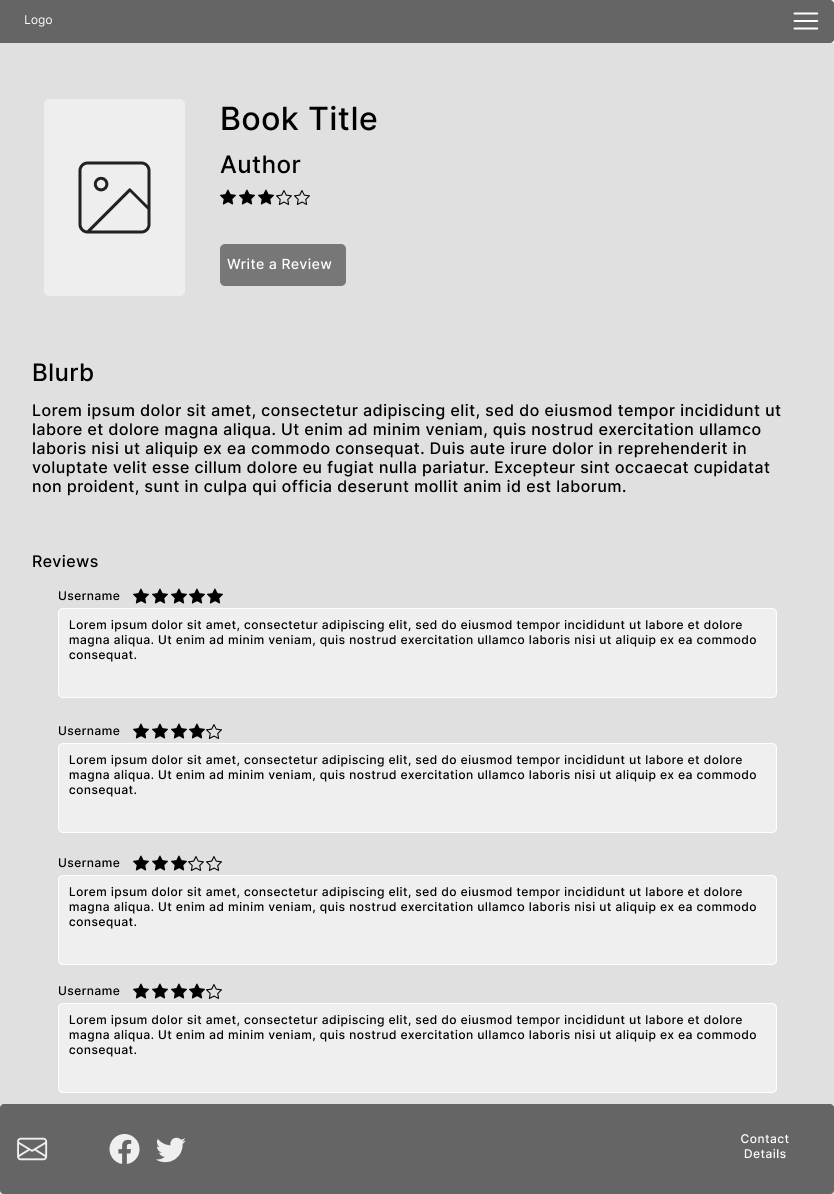 Logo
Book Title
Author
Write a Review
Blurb
Lorem ipsum dolor sit amet, consectetur adipiscing elit, sed do eiusmod tempor incididunt ut
labore et dolore magna aliqua. Ut enim ad minim veniam, quis nostrud exercitation ullamco
laboris nisi ut aliquip ex ea commodo consequat. Duis aute irure dolor in reprehenderit in
voluptate velit esse cillum dolore eu fugiat nulla pariatur. Excepteur sint occaecat cupidatat
non proident, sunt in culpa qui officia deserunt mollit anim id est laborum.
Reviews
Username
Lorem ipsum dolor sit amet, consectetur adipiscing elit, sed do eiusmod tempor incididunt ut labore et dolore
magna aliqua. Ut enim ad minim veniam, quis nostrud exercitation ullamco laboris nisi ut aliquip ex ea commodo
consequat.
Username
Lorem ipsum dolor sit amet, consectetur adipiscing elit, sed do eiusmod tempor incididunt ut labore et dolore
magna aliqua. Ut enim ad minim veniam, quis nostrud exercitation ullamco laboris nisi ut aliquip ex ea commodo
consequat.
Username
Lorem ipsum dolor sit amet, consectetur adipiscing elit, sed do eiusmod tempor incididunt ut labore et dolore
magna aliqua. Ut enim ad minim veniam, quis nostrud exercitation ullamco laboris nisi ut aliquip ex ea commodo
consequat.
Username
Lorem ipsum dolor sit amet, consectetur adipiscing elit, sed do eiusmod tempor incididunt ut labore et dolore
magna aliqua. Ut enim ad minim veniam, quis nostrud exercitation ullamco laboris nisi ut aliquip ex ea commodo
consequat.
Contact
Details